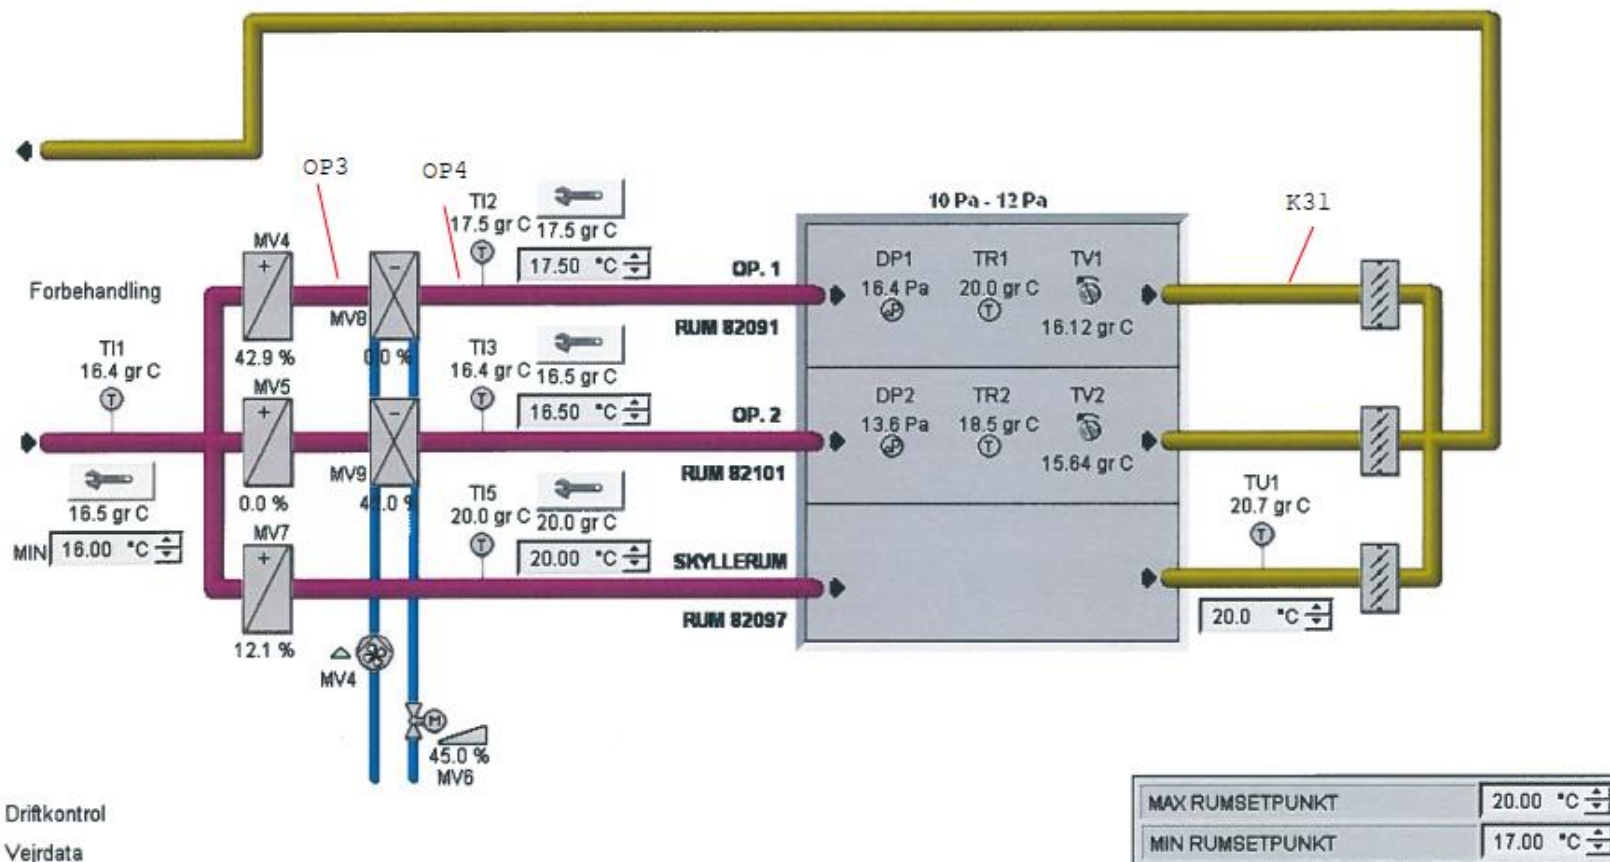 OP3
OP4
K31
10 Pa - 12 Pa
TI2
17.5 gr C
17.5 gr C
17.50 °C
MV4
+
-
MV8
42.9 %
0.0 %
OP. 1
RUM 82091
DP1
16.4 Pa
TR1
20.0 gr C
TV1
16.12 gr C
Forbehandling
TI1
16.4 gr C
T
16.5 gr C
MIN 16.00 °C
MV5
+
-
MV9
0.0 %
TI3
16.4 gr C
16.5 gr C
16.50 °C
OP. 2
RUM 82101
DP2
13.6 Pa
TR2
18.5 gr C
TV2
15.64 gr C
MV7
+
12.1 %
TI5
20.0 gr C
20.0 gr C
20.00 °C
SKYLLERUM
RUM 82097
TU1
20.7 gr C
T
20.0 °C
MV4
M
45.0 %
MV6
Driftkontrol
Vejrdata
MAX RUMSETPUNKT 20.00 °C
MIN RUMSETPUNKT 17.00 °C